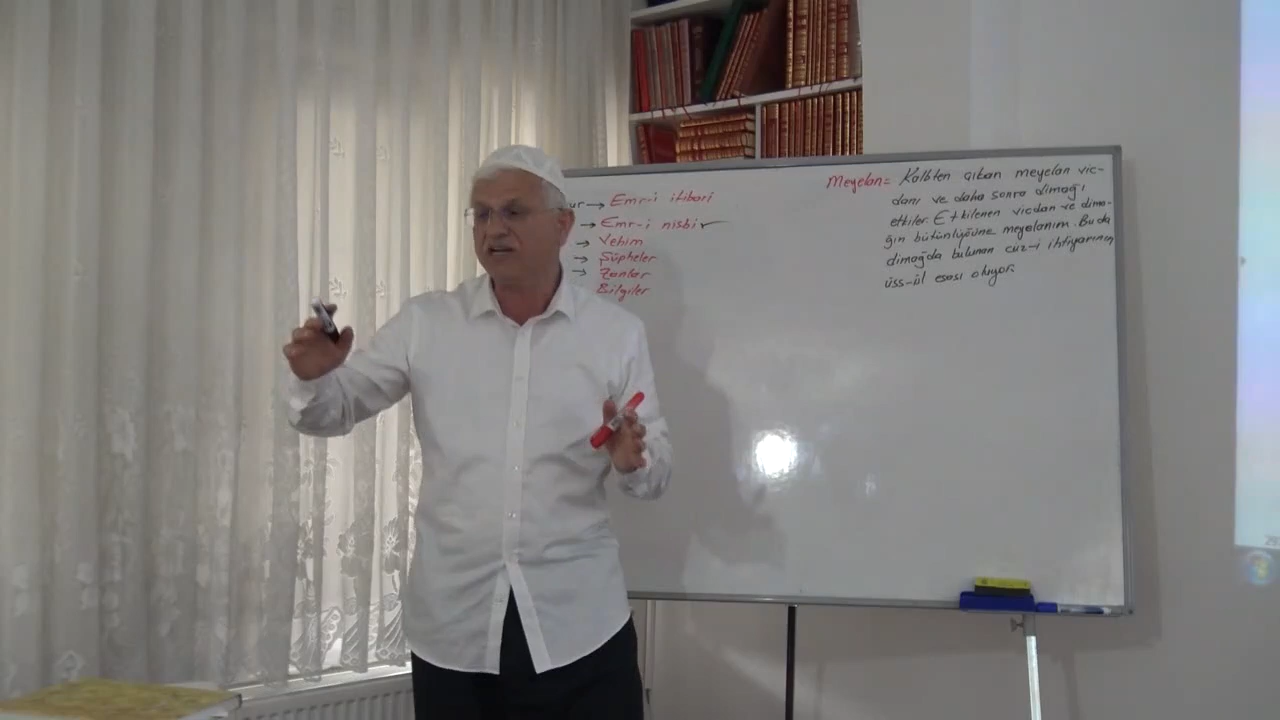 ur → Emr-i itibari
→ Emr-i nisbi ✓
→ Vehim
→ Şüpheler
→ Zanlar
Bilgiler
Meyelan = Kalbten çıkan meyelan vic-
danı ve daha sonra dimağı
etkiler. Etkilenen vicdan ve dima-
ğın bütünlüğüne meyelanım. Bu da
dimağda bulunan cüz-i ihtiyarının
üss-ül esası oluyor.